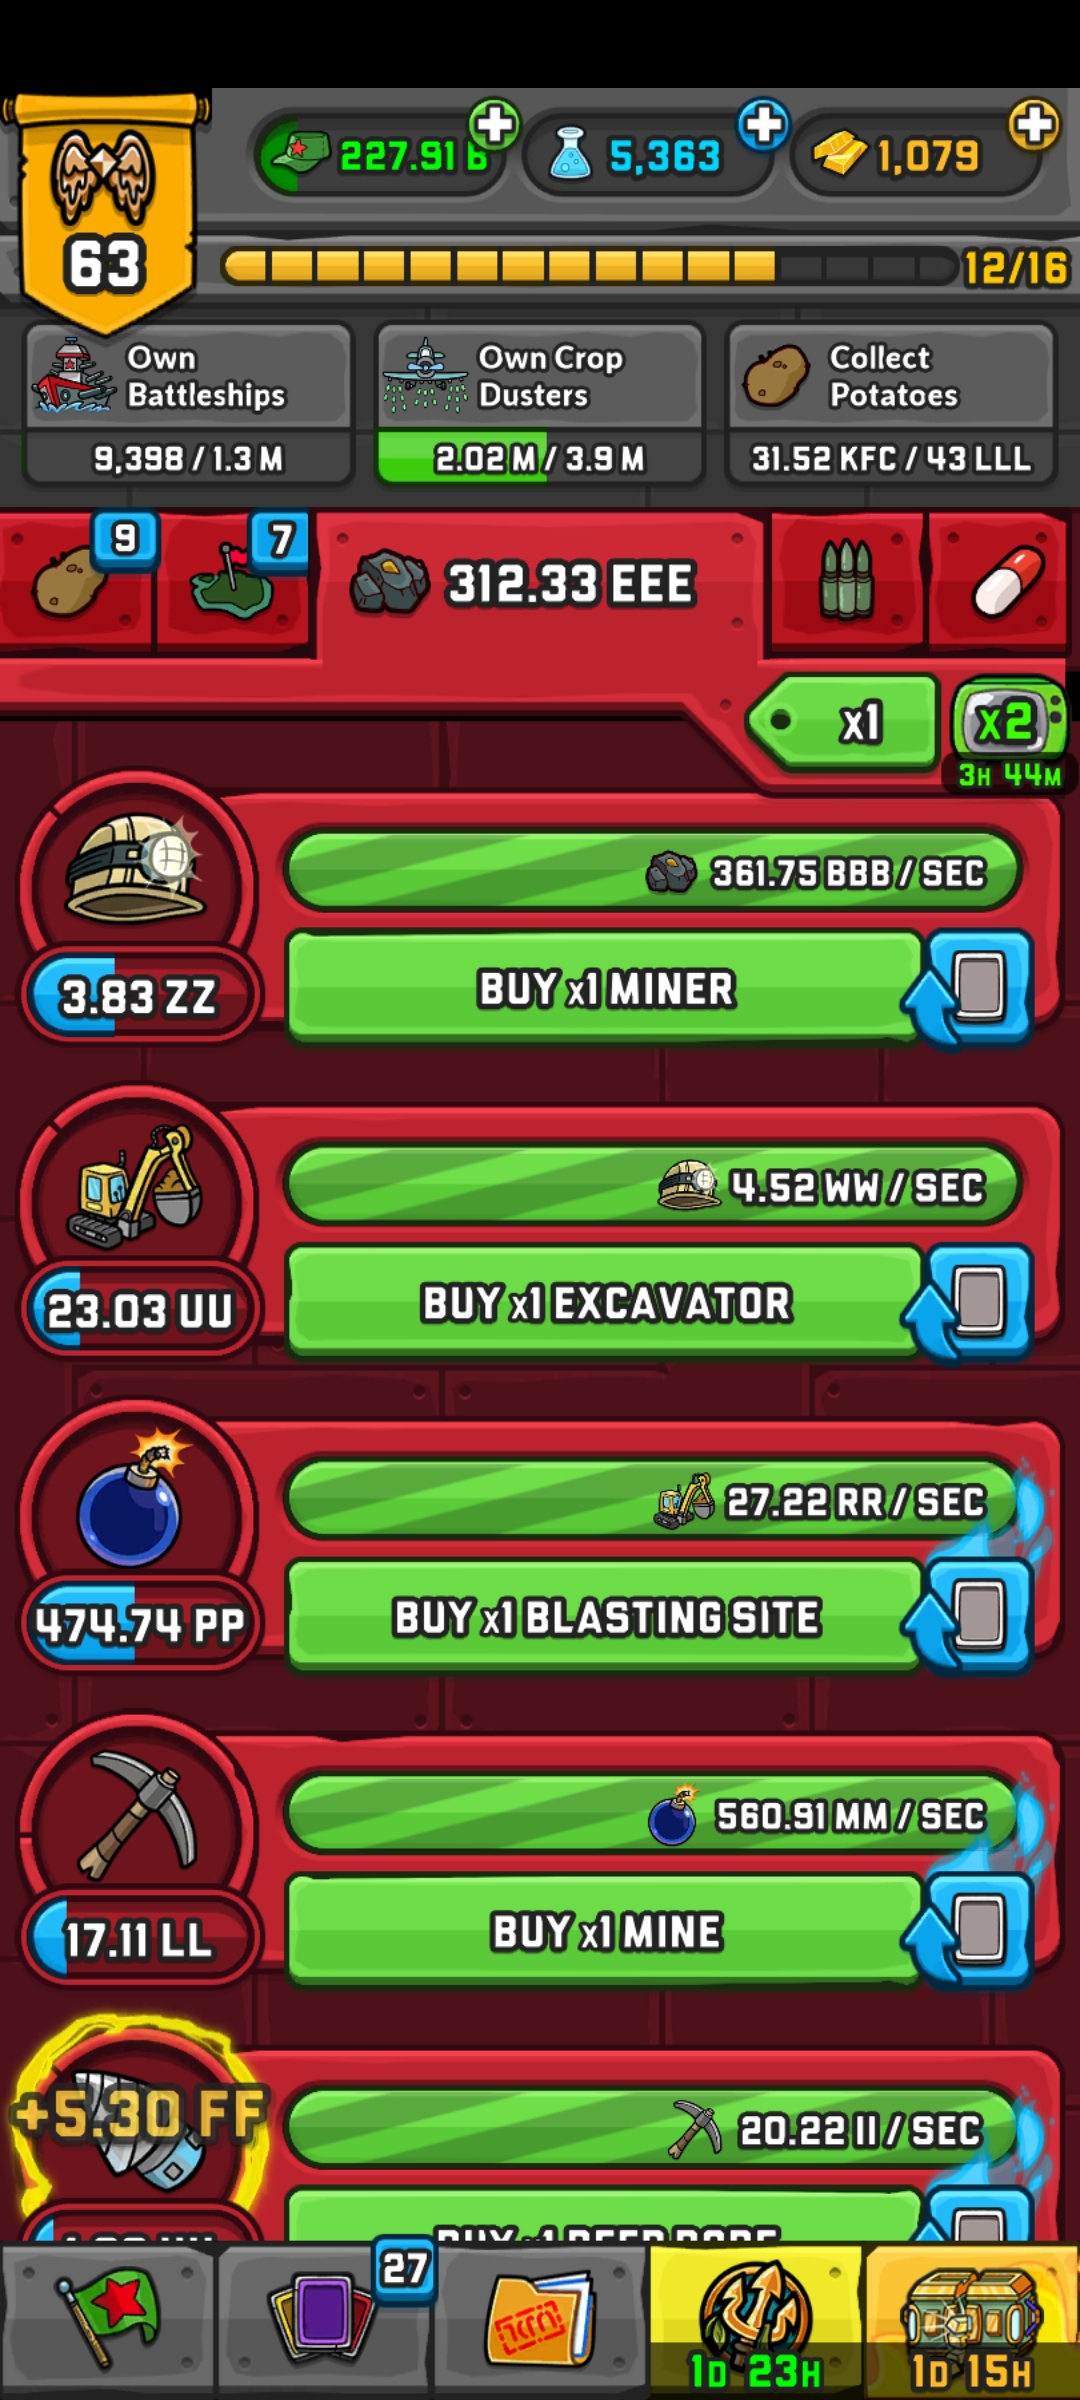 63
227.91 B
5,363
1,079
12/16
Own
Battleships
9,398 / 1.3 M
Own Crop
Dusters
2.02 M / 3.9 M
Collect
Potatoes
31.52 KFC / 43 LLL
9
7
312.33 EEE
x1
x2
3H 44M
361.75 BBB / SEC
3.83 ZZ
BUY x1 MINER
4.52 WW / SEC
23.03 UU
BUY x1 EXCAVATOR
27.22 RR / SEC
474.74 PP
BUY x1 BLASTING SITE
560.91 MM / SEC
17.11 LL
BUY x1 MINE
+5.30 FF
20.22 II / SEC
27
1D 23H
1D 15H